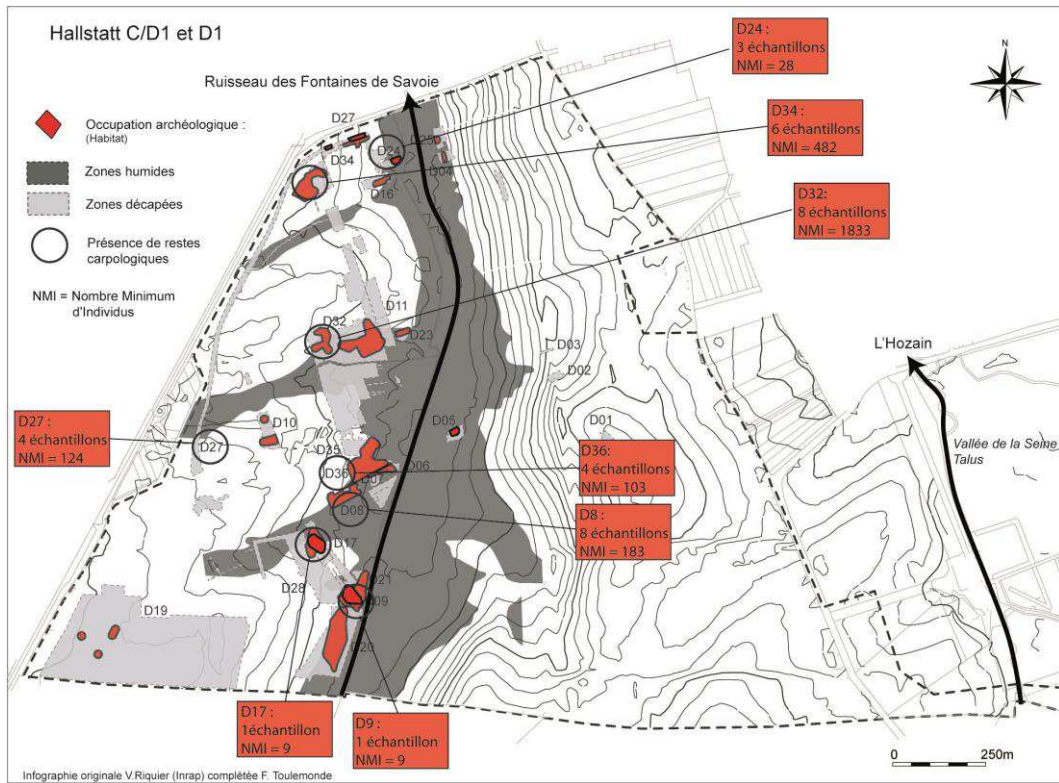 Hallstatt C/D1 et D1
Ruisseau des Fontaines de Savoie
N
Occupation archéologique :
(Habitat)
Zones humides
Zones décapées
Présence de restes
carpologiques
NMI = Nombre Minimum
d'Individus
D24 :
3 échantillons
NMI = 28
D34 :
6 échantillons
NMI = 482
D32:
8 échantillons
NMI = 1833
D27
D24
D25
D34
D04
D16
D11
D32
D23
D03
D02
L'Hozain
D27 :
4 échantillons
NMI = 124
D10
D05
D01
D27
D35
D06
D36
D07
D36:
4 échantillons
NMI = 103
Vallée de la Seine
Talus
D08
D8 :
8 échantillons
NMI = 183
D17
D21
D28
D09
D19
D20
D17 :
1échantillon
NMI = 9
D9 :
1 échantillon
NMI = 9
0 250m
Infographie originale V.Riquier (Inrap) complétée F. Toulemonde